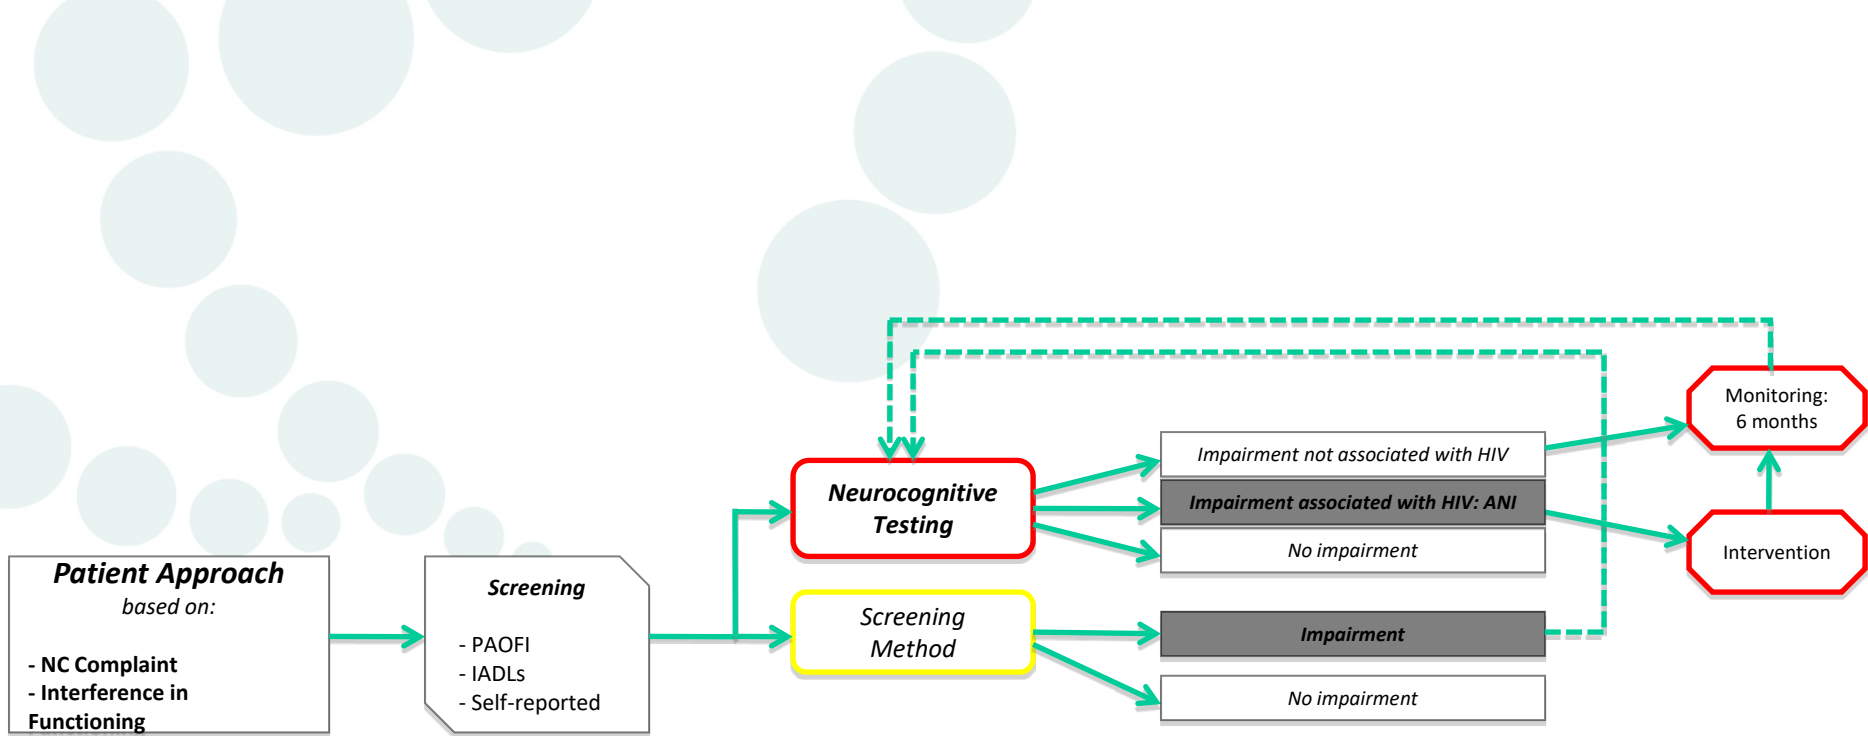 Patient Approach
based on:
- NC Complaint
- Interference in
Functioning
Screening
- PAOFI
- IADLs
- Self-reported
Neurocognitive
Testing
Screening
Method
Impairment not associated with HIV
Impairment associated with HIV: ANI
No impairment
Impairment
No impairment
Monitoring:
6 months
Intervention